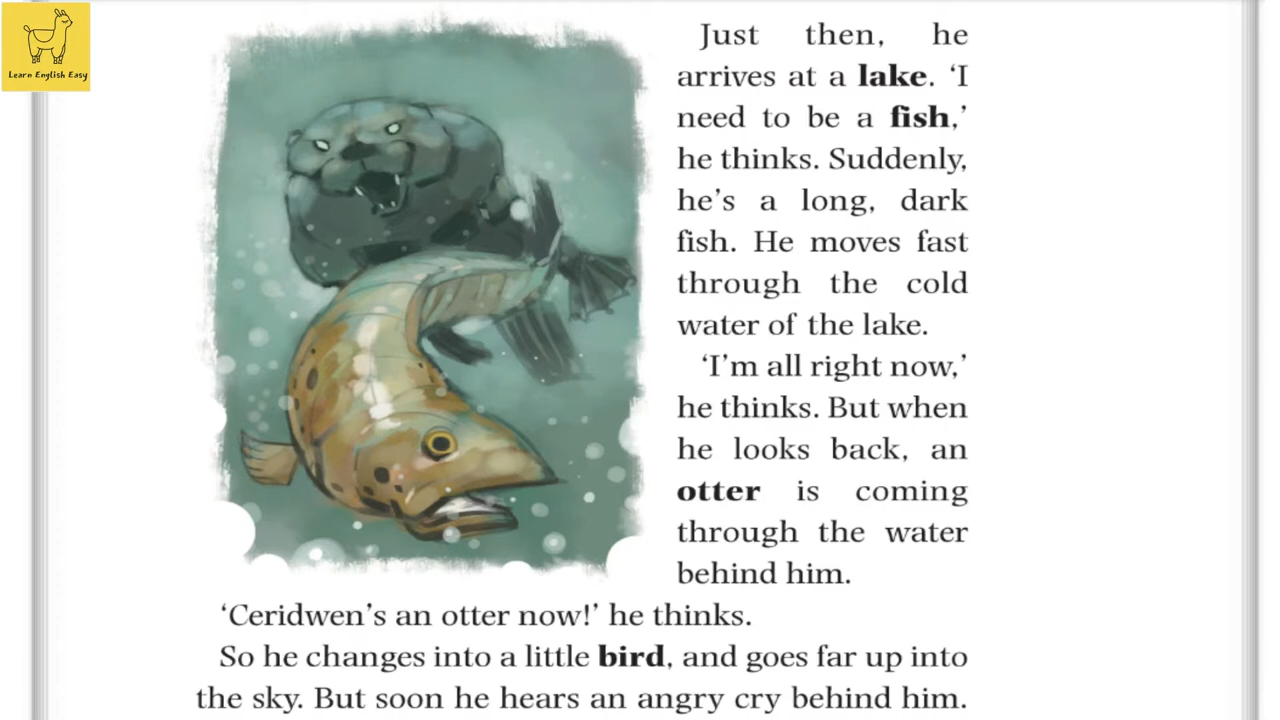 Learn English Easy
Just then, he
arrives at a lake. ‘I
need to be a fish,’
he thinks. Suddenly,
he’s a long, dark
fish. He moves fast
through the cold
water of the lake.
‘I’m all right now,’
he thinks. But when
he looks back, an
otter is coming
through the water
behind him.
‘Ceridwen’s an otter now!’ he thinks.
So he changes into a little bird, and goes far up into
the sky. But soon he hears an angry cry behind him.